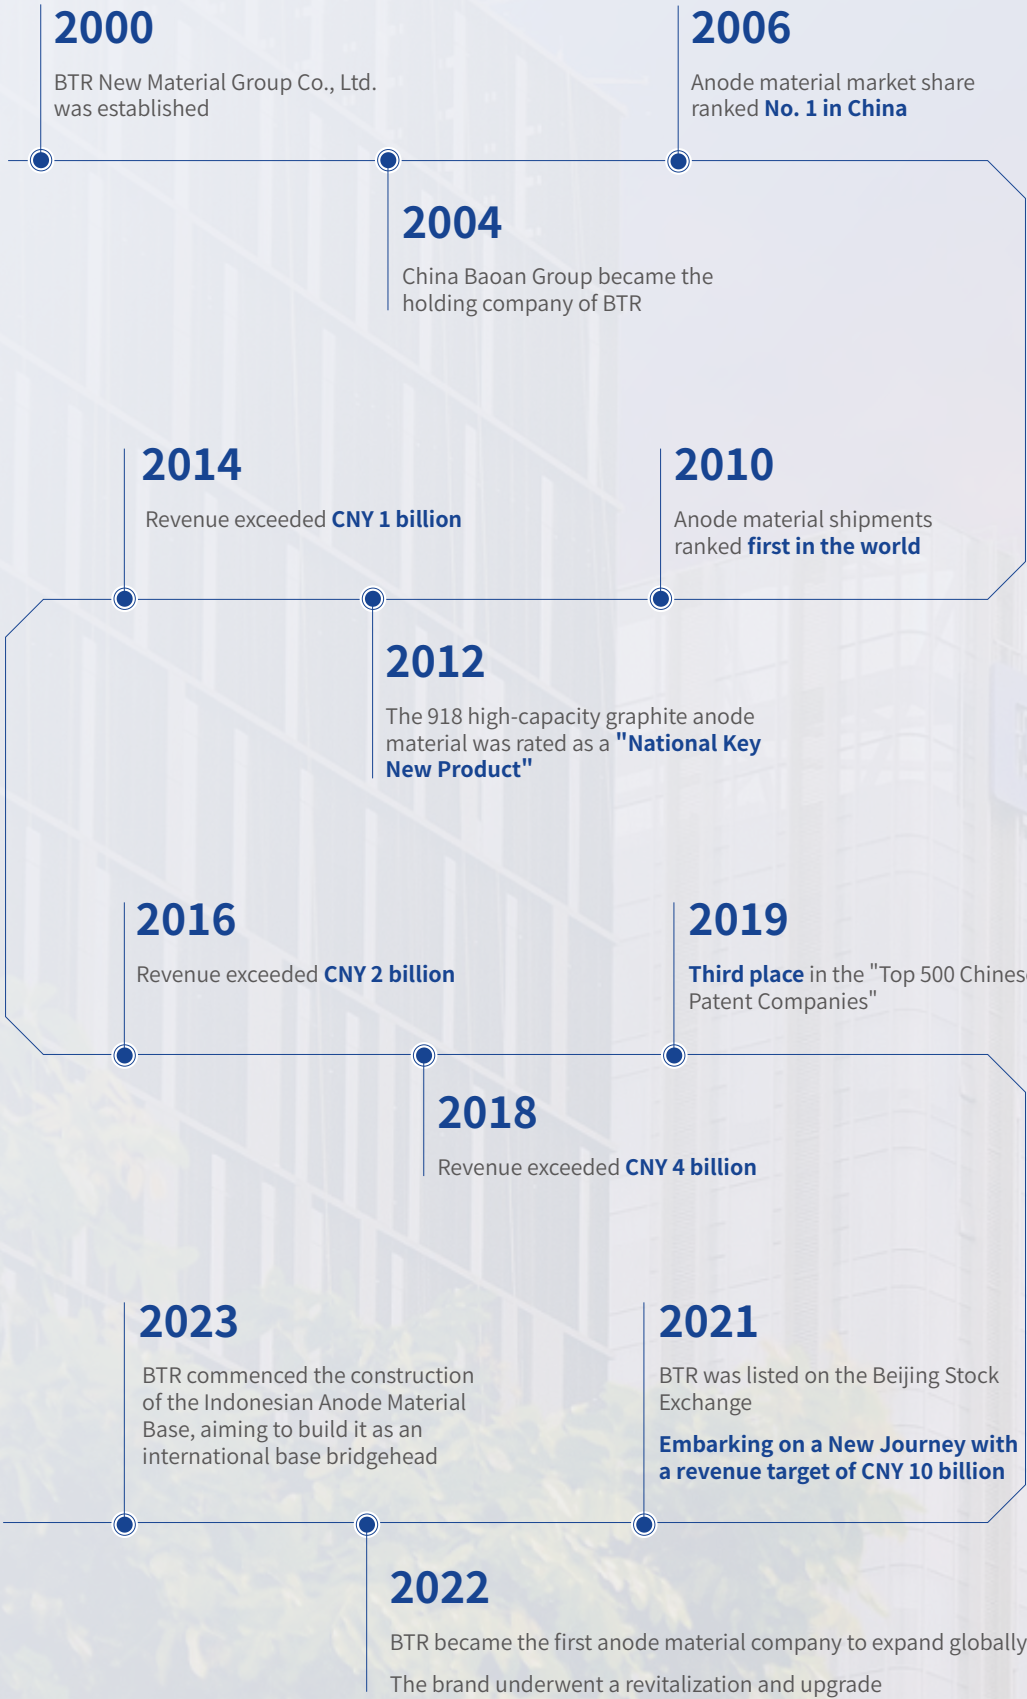 2000
BTR New Material Group Co., Ltd.
was established
2004
China Baoan Group became the
holding company of BTR
2006
Anode material market share
ranked No. 1 in China
2010
Anode material shipments
ranked first in the world
2012
The 918 high-capacity graphite anode
material was rated as a "National Key
New Product"
2014
Revenue exceeded CNY 1 billion
2016
Revenue exceeded CNY 2 billion
2018
Revenue exceeded CNY 4 billion
2019
Third place in the "Top 500 Chinese
Patent Companies"
2021
BTR was listed on the Beijing Stock
Exchange
Embarking on a New Journey with
a revenue target of CNY 10 billion
2022
BTR became the first anode material company to expand globally
The brand underwent a revitalization and upgrade
2023
BTR commenced the construction
of the Indonesian Anode Material
Base, aiming to build it as an
international base bridgehead